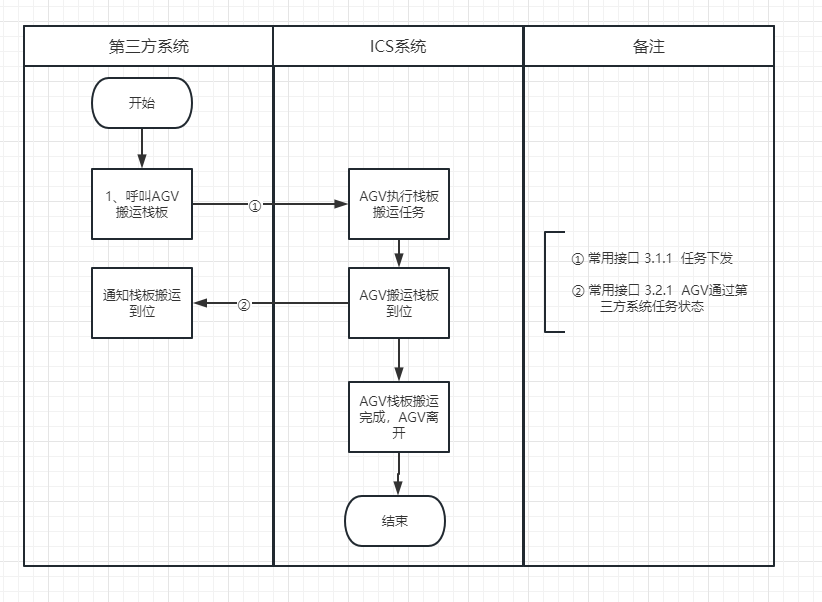 第三方系统
ICS系统
备注
开始
1、呼叫AGV
搬运栈板
①
AGV执行栈板
搬运任务
通知栈板搬运
到位
②
AGV搬运栈板
到位
AGV栈板搬运
完成，AGV离
开
结束
① 常用接口 3.1.1 任务下发
② 常用接口 3.2.1 AGV通过第
三方系统任务状态